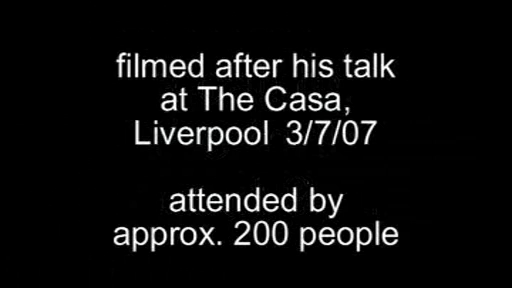 filmed after his talk
at The Casa,
Liverpool 3/7/07
attended by
approx. 200 people